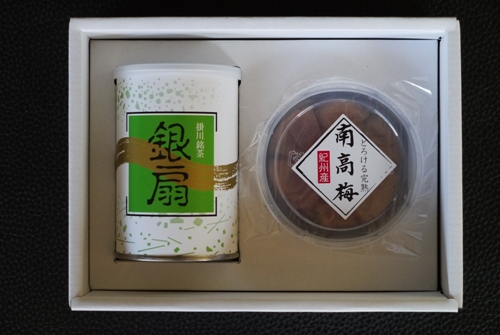 掛川銘茶
銀扇
とろける完熟
南高梅
紀州産